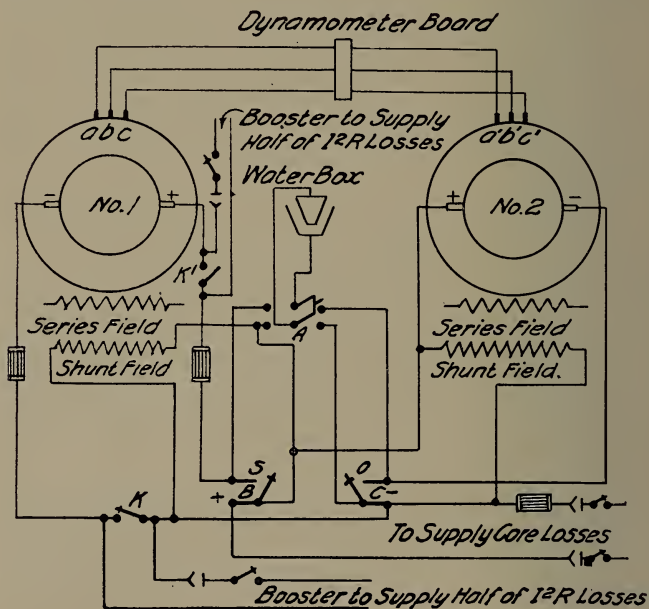 Dynamometer Board
a b c
a' b' c'
Booster to Supply
Half of I²R Losses
Water Box
- No.1 +
+ No.2 -
K'
A
Series Field
Shunt Field
Series Field
Shunt Field.
S
O
+ B
C -
K
To Supply Core Losses
Booster to Supply Half of I²R Losses